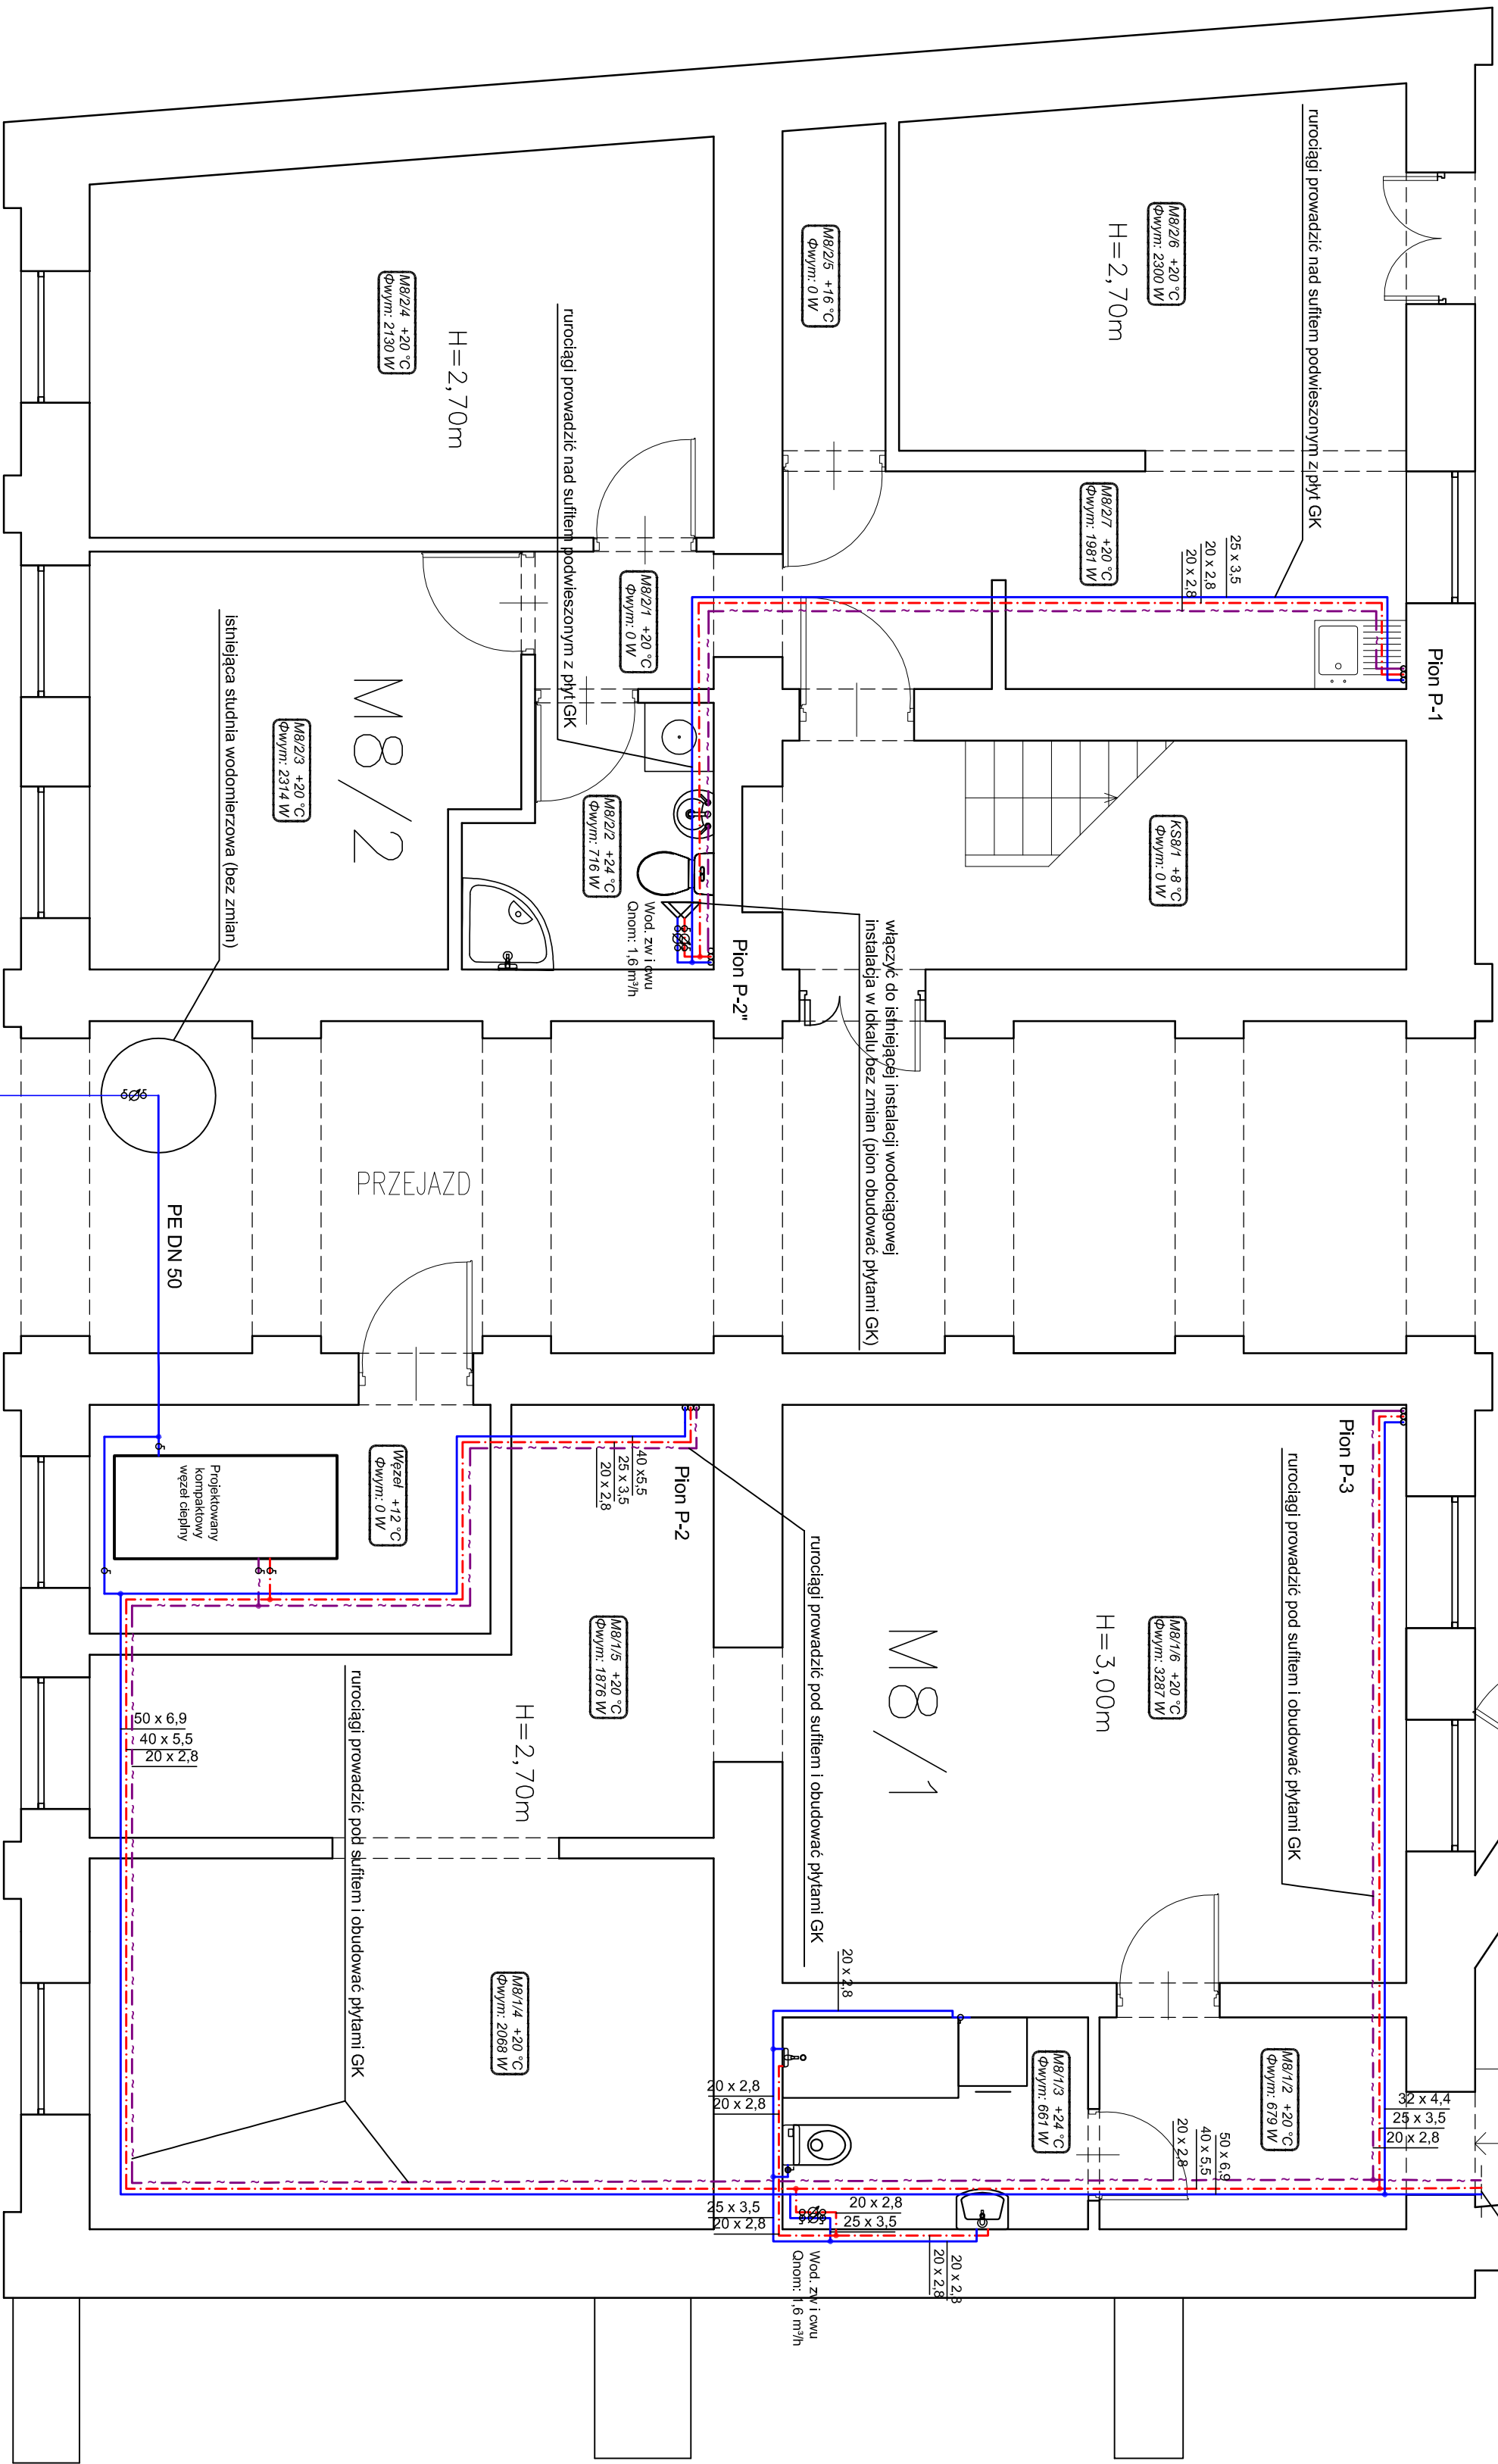 rurociągi prowadzić nad sufitem podwieszonym z płyt GK
M8/2/6 +20 °C
Φwym: 2300 W
H=2,70m
M8/2/5 +16 °C
Φwym: 0 W
M8/2/4 +20 °C
Φwym: 2130 W
H=2,70m
rurociągi prowadzić nad sufitem podwieszonym z płyt GK
M8/2/7 +20 °C
Φwym: 1981 W
25 x 3,5
20 x 2,8
20 x 2,8
Pion P-1
M8/2/1 +20 °C
Φwym: 0 W
istniejąca studnia wodomierzowa (bez zmian)
M8/2
M8/2/3 +20 °C
Φwym: 2314 W
M8/2/2 +24 °C
Φwym: 716 W
KS8/1 +8 °C
Φwym: 0 W
Wod. zw i cwu
Qnom: 1,6 m³/h
Pion P-2"
włączyć do istniejącej instalacji wodociągowej
instalacja w lokalu bez zmian (pion obudować płytami GK)
PRZEJAZD
PE DN 50
Pion P-3
rurociągi prowadzić pod sufitem i obudować płytami GK
Węzeł +12 °C
Φwym: 0 W
Projektowany
kompaktowy
węzeł cieplny
40 x5,5
25 x 3,5
20 x 2,8
Pion P-2
rurociągi prowadzić pod sufitem i obudować płytami GK
M8/1/6 +20 °C
Φwym: 3287 W
H=3,00m
M8/1
M8/1/5 +20 °C
Φwym: 1876 W
H=2,70m
rurociągi prowadzić pod sufitem i obudować płytami GK
50 x 6,9
40 x 5,5
20 x 2,8
M8/1/4 +20 °C
Φwym: 2068 W
20 x 2,8
M8/1/3 +24 °C
Φwym: 661 W
M8/1/2 +20 °C
Φwym: 679 W
20 x 2,8
20 x 2,8
32 x 4,4
25 x 3,5
20 x 2,8
50 x 6,9
40 x 5,5
20 x 2,8
25 x 3,5
20 x 2,8
20 x 2,8
25 x 3,5
20 x 2,8
20 x 2,8
Wod. zw i cwu
Qnom: 1,6 m³/h